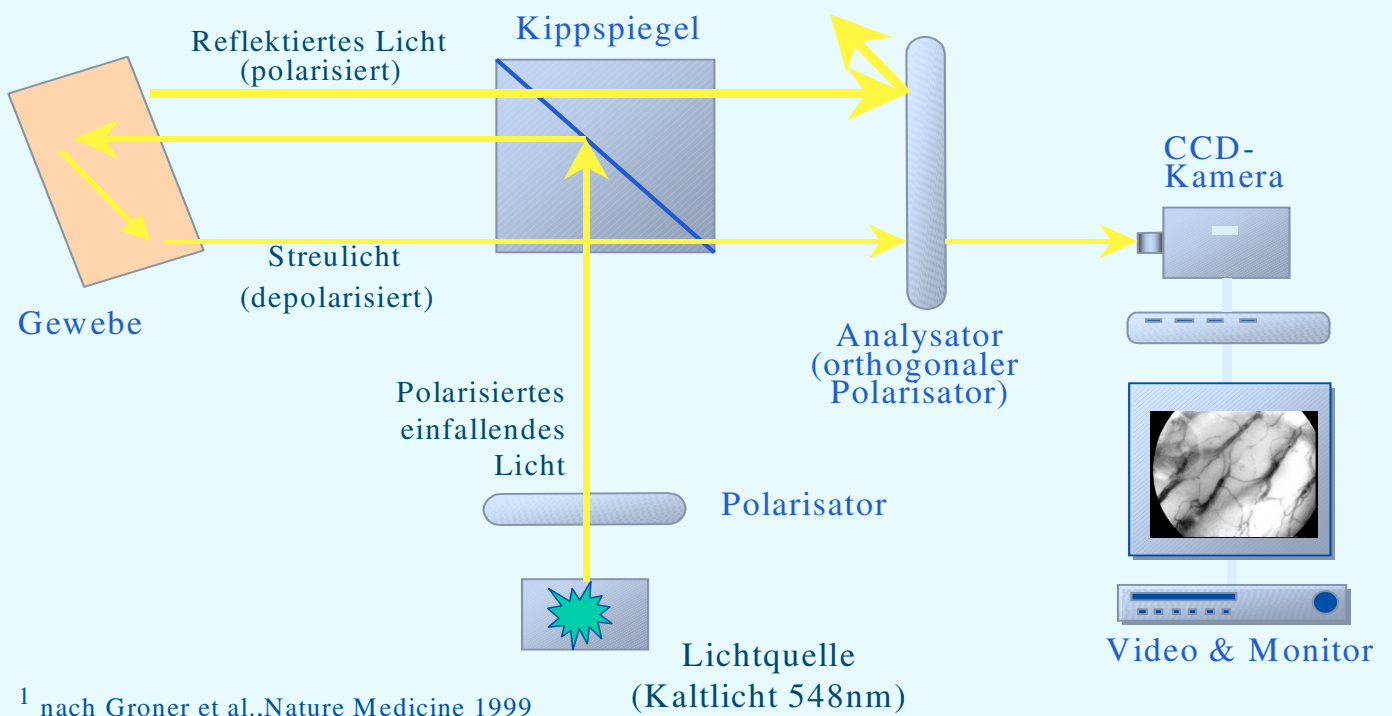 Kippspiegel
Reflektiertes Licht
(polarisiert)
CCD-
Kamera
Streulicht
(depolarisiert)
Gewebe
Analysator
(orthogonaler
Polarisator)
Polarisiertes
einfallendes
Licht
Polarisator
Lichtquelle
(Kaltlicht 548nm)
Video & Monitor
1 nach Groner et al.,Nature Medicine 1999